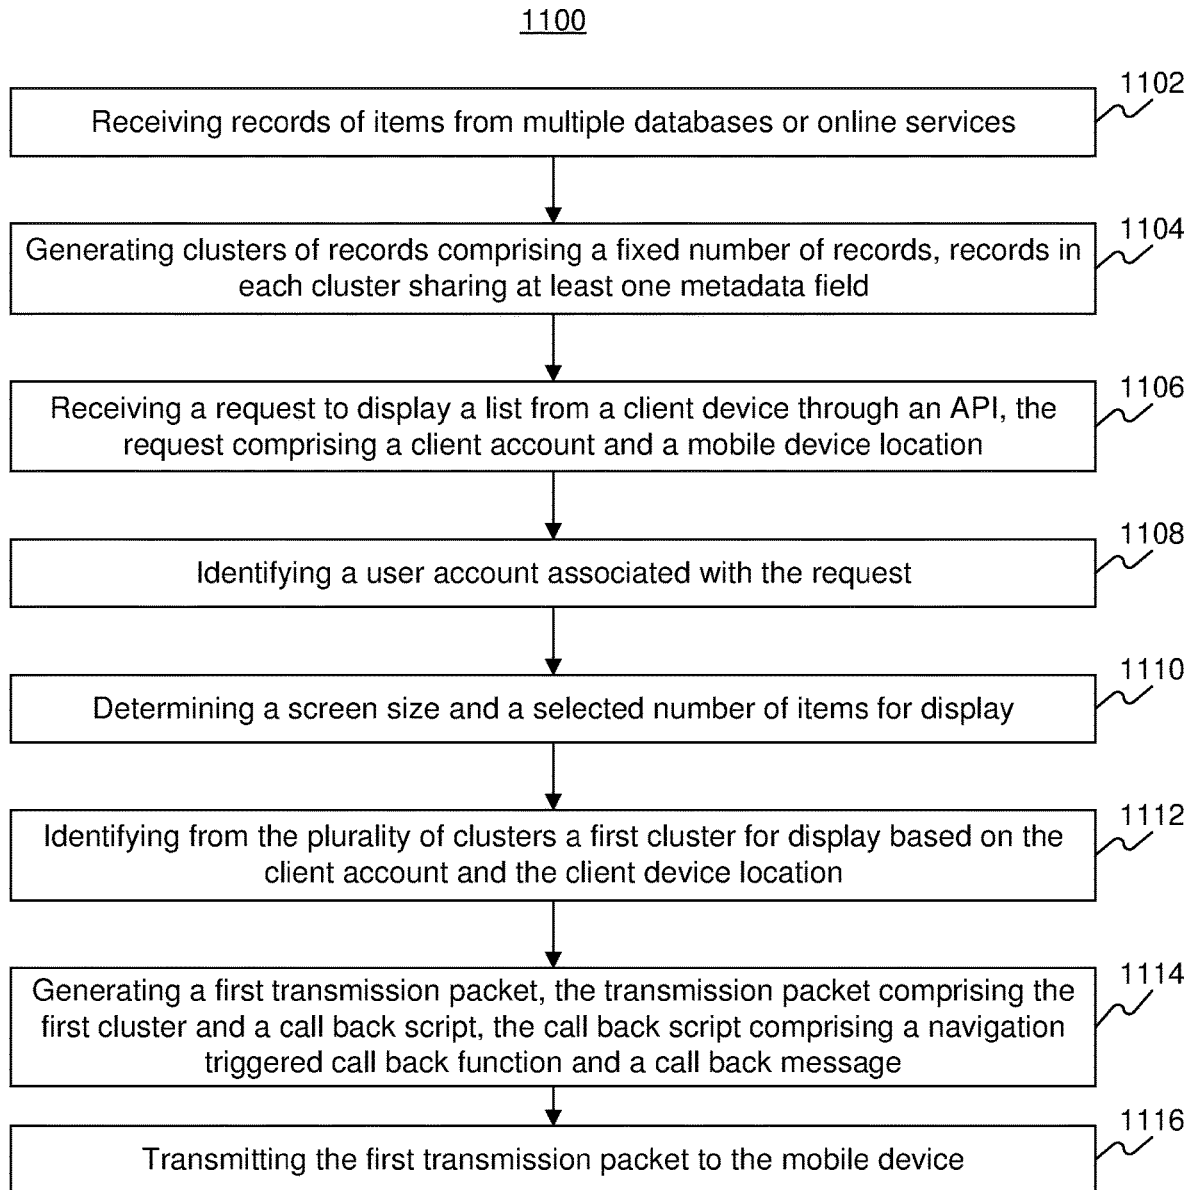 1100
1102
Receiving records of items from multiple databases or online services
1104
Generating clusters of records comprising a fixed number of records, records in
each cluster sharing at least one metadata field
1106
Receiving a request to display a list from a client device through an API, the
request comprising a client account and a mobile device location
1108
Identifying a user account associated with the request
1110
Determining a screen size and a selected number of items for display
1112
Identifying from the plurality of clusters a first cluster for display based on the
client account and the client device location
1114
Generating a first transmission packet, the transmission packet comprising the
first cluster and a call back script, the call back script comprising a navigation
triggered call back function and a call back message
1116
Transmitting the first transmission packet to the mobile device